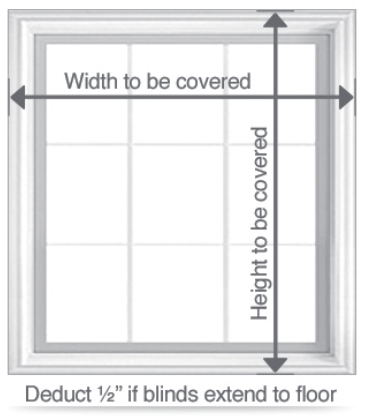 Width to be covered
Height to be covered
Deduct ½” if blinds extend to floor